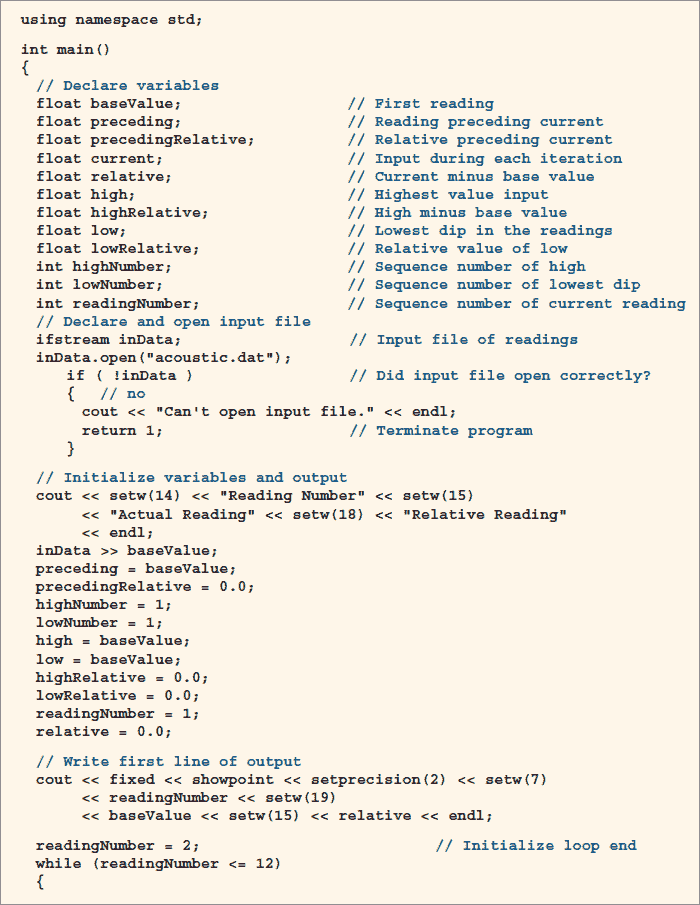 using namespace std;
int main()
{
// Declare variables
float baseValue; // First reading
float preceding; // Reading preceding current
float precedingRelative; // Relative preceding current
float current; // Input during each iteration
float relative; // Current minus base value
float high; // Highest value input
float highRelative; // High minus base value
float low; // Lowest dip in the readings
float lowRelative; // Relative value of low
int highNumber; // Sequence number of high
int lowNumber; // Sequence number of lowest dip
int readingNumber; // Sequence number of current reading
// Declare and open input file
ifstream inData; // Input file of readings
inData.open("acoustic.dat");
if ( !inData ) // Did input file open correctly?
{ // no
cout << "Can't open input file." << endl;
return 1; // Terminate program
}
// Initialize variables and output
cout << setw(14) << "Reading Number" << setw(15)
<< "Actual Reading" << setw(18) << "Relative Reading"
<< endl;
inData >> baseValue;
preceding = baseValue;
precedingRelative = 0.0;
highNumber = 1;
lowNumber = 1;
high = baseValue;
low = baseValue;
highRelative = 0.0;
lowRelative = 0.0;
readingNumber = 1;
relative = 0.0;
// Write first line of output
cout << fixed << showpoint << setprecision(2) << setw(7)
<< readingNumber << setw(19)
<< baseValue << setw(15) << relative << endl;
readingNumber = 2; // Initialize loop end
while (readingNumber <= 12)
{